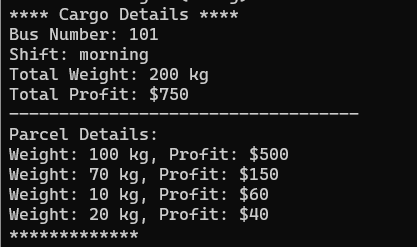 **** Cargo Details ****
Bus Number: 101
Shift: morning
Total Weight: 200 kg
Total Profit: $750
-----------------------------------
Parcel Details:
Weight: 100 kg, Profit: $500
Weight: 70 kg, Profit: $150
Weight: 10 kg, Profit: $60
Weight: 20 kg, Profit: $40
*************